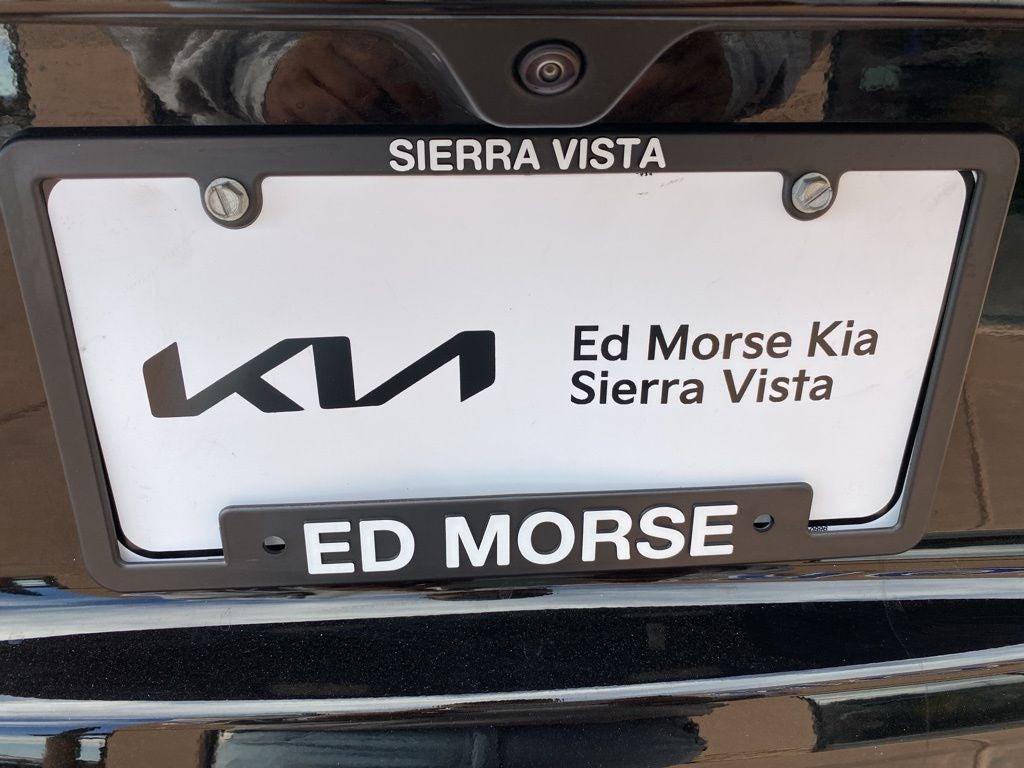 SIERRA VISTA
KIA
Ed Morse Kia
Sierra Vista
ED MORSE